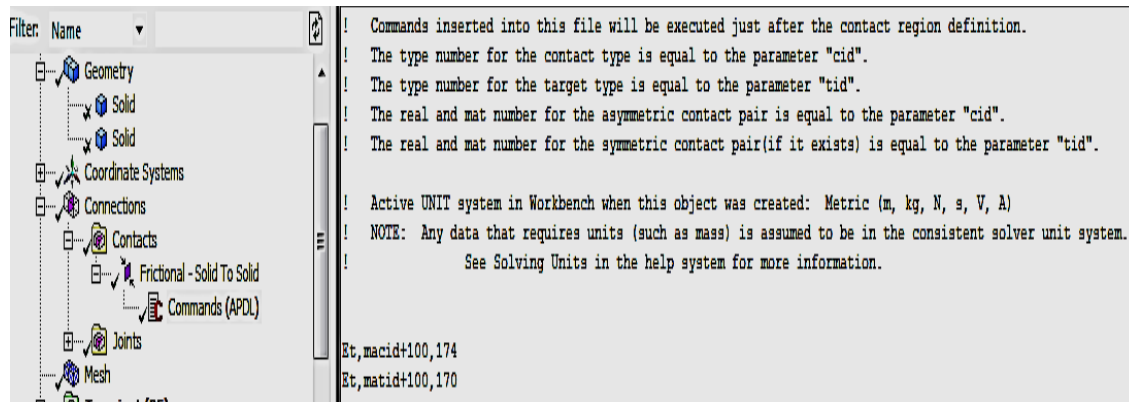 Filter: Name
Geometry
Solid
Solid
Coordinate Systems
Connections
Contacts
Frictional - Solid To Solid
Commands (APDL)
Joints
Mesh
! Commands inserted into this file will be executed just after the contact region definition.
! The type number for the contact type is equal to the parameter "cid".
! The type number for the target type is equal to the parameter "tid".
! The real and mat number for the asymmetric contact pair is equal to the parameter "cid".
! The real and mat number for the symmetric contact pair(if it exists) is equal to the parameter "tid".
! Active UNIT system in Workbench when this object was created: Metric (m, kg, N, s, V, A)
! NOTE: Any data that requires units (such as mass) is assumed to be in the consistent solver unit system.
! See Solving Units in the help system for more information.
Et,macid+100,174
Et,matid+100,170